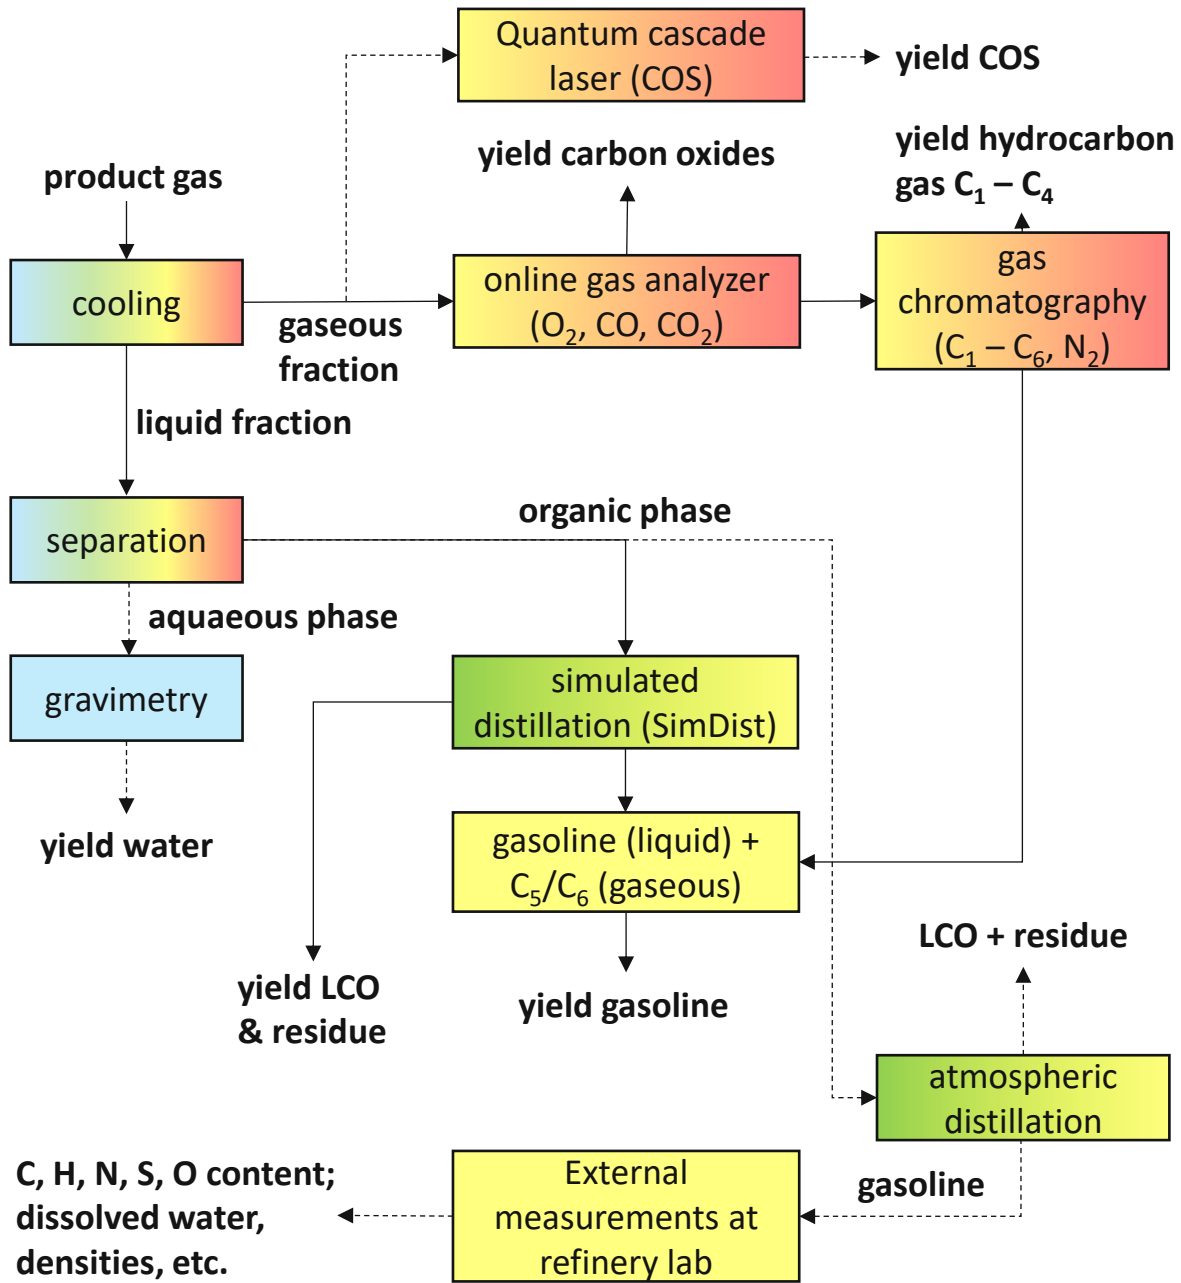 Quantum cascade
laser (COS)
yield COS
yield carbon oxides
yield hydrocarbon
gas C₁ – C₄
product gas
cooling
gaseous
fraction
online gas analyzer
(O₂, CO, CO₂)
gas
chromatography
(C₁ – C₆, N₂)
liquid fraction
separation
organic phase
aquaeous phase
gravimetry
yield water
simulated
distillation (SimDist)
gasoline (liquid) +
C₅/C₆ (gaseous)
yield LCO
& residue
yield gasoline
LCO + residue
atmospheric
distillation
gasoline
External
measurements at
refinery lab
C, H, N, S, O content;
dissolved water,
densities, etc.